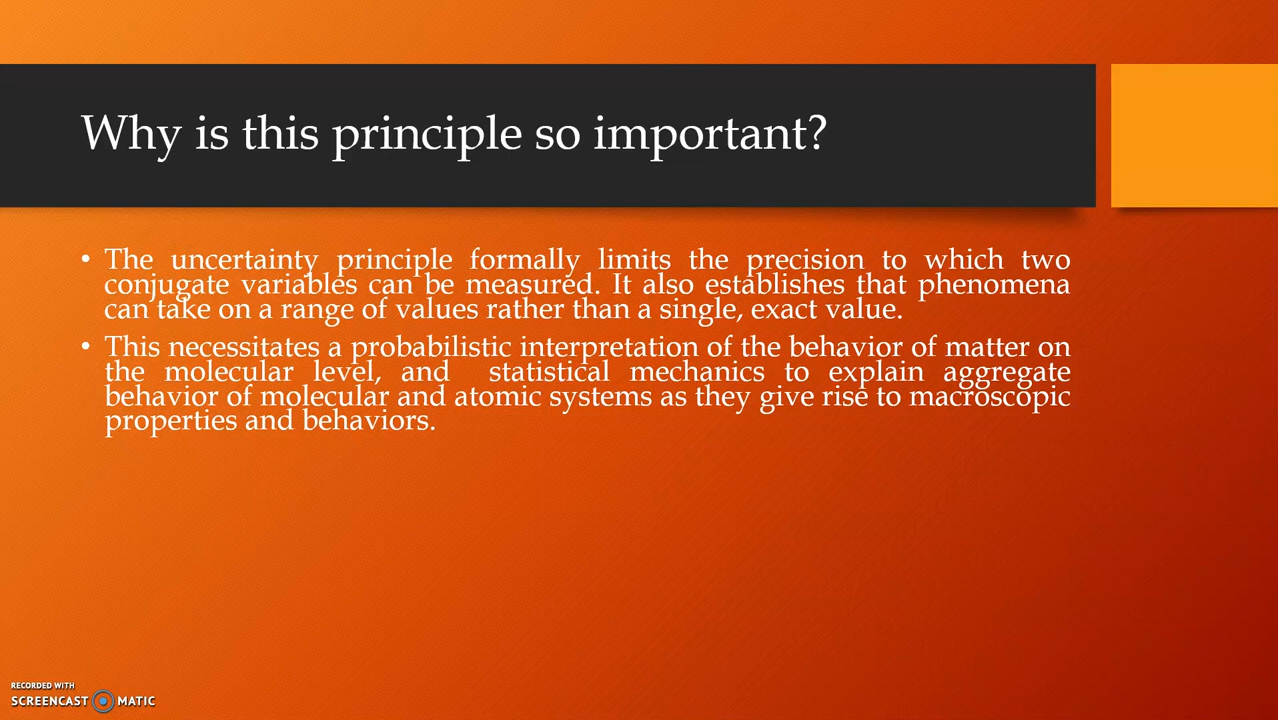 Why is this principle so important?
• The uncertainty principle formally limits the precision to which two
conjugate variables can be measured. It also establishes that phenomena
can take on a range of values rather than a single, exact value.
• This necessitates a probabilistic interpretation of the behavior of matter on
the molecular level, and statistical mechanics to explain aggregate
behavior of molecular and atomic systems as they give rise to macroscopic
properties and behaviors.
RECORDED WITH
SCREENCAST MATIC